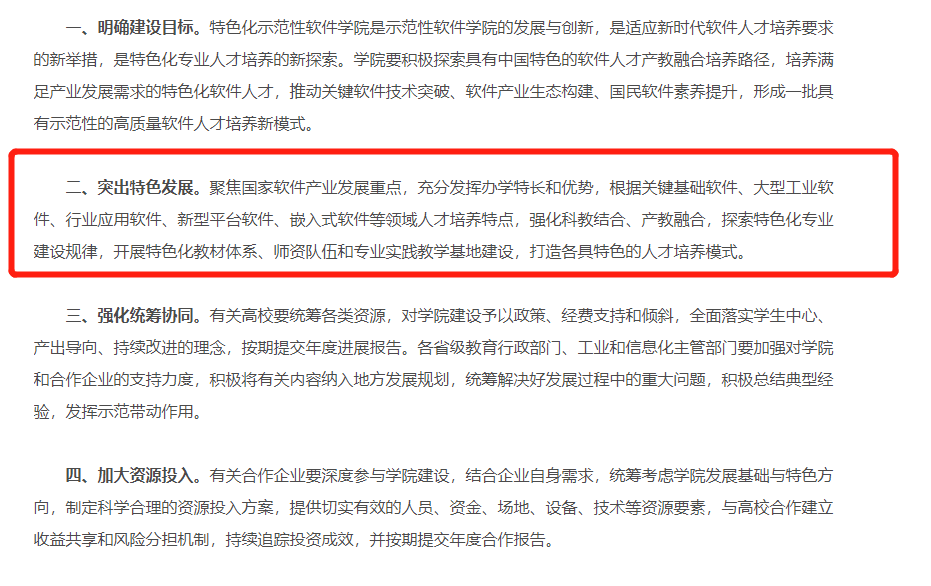 一、明确建设目标。特色化示范性软件学院是示范性软件学院的发展与创新，是适应新时代软件人才培养要求
的新举措，是特色化专业人才培养的新探索。学院要积极探索具有中国特色的软件人才产教融合培养路径，培养满
足产业发展需求的特色化软件人才，推动关键软件技术突破、软件产业生态构建、国民软件素养提升，形成一批具
有示范性的高质量软件人才培养新模式。
二、突出特色发展。聚焦国家软件产业发展重点，充分发挥办学特长和优势，根据关键基础软件、大型工业软
件、行业应用软件、新型平台软件、嵌入式软件等领域人才培养特点，强化科教结合、产教融合，探索特色化专业
建设规律，开展特色化教材体系、师资队伍和专业实践教学基地建设，打造各具特色的人才培养模式。
三、强化统筹协同。有关高校要统筹各类资源，对学院建设予以政策、经费支持和倾斜，全面落实学生中心、
产出导向、持续改进的理念，按期提交年度进展报告。各省级教育行政部门、工业和信息化主管部门要加强对学院
和合作企业的支持力度，积极将有关内容纳入地方发展规划，统筹解决好发展过程中的重大问题，积极总结典型经
验，发挥示范带动作用。
四、加大资源投入。有关合作企业要深度参与学院建设，结合企业自身需求，统筹考虑学院发展基础与特色方
向，制定科学合理的资源投入方案，提供切实有效的人员、资金、场地、设备、技术等资源要素，与高校合作建立
收益共享和风险分担机制，持续追踪投资成效，并按期提交年度合作报告。